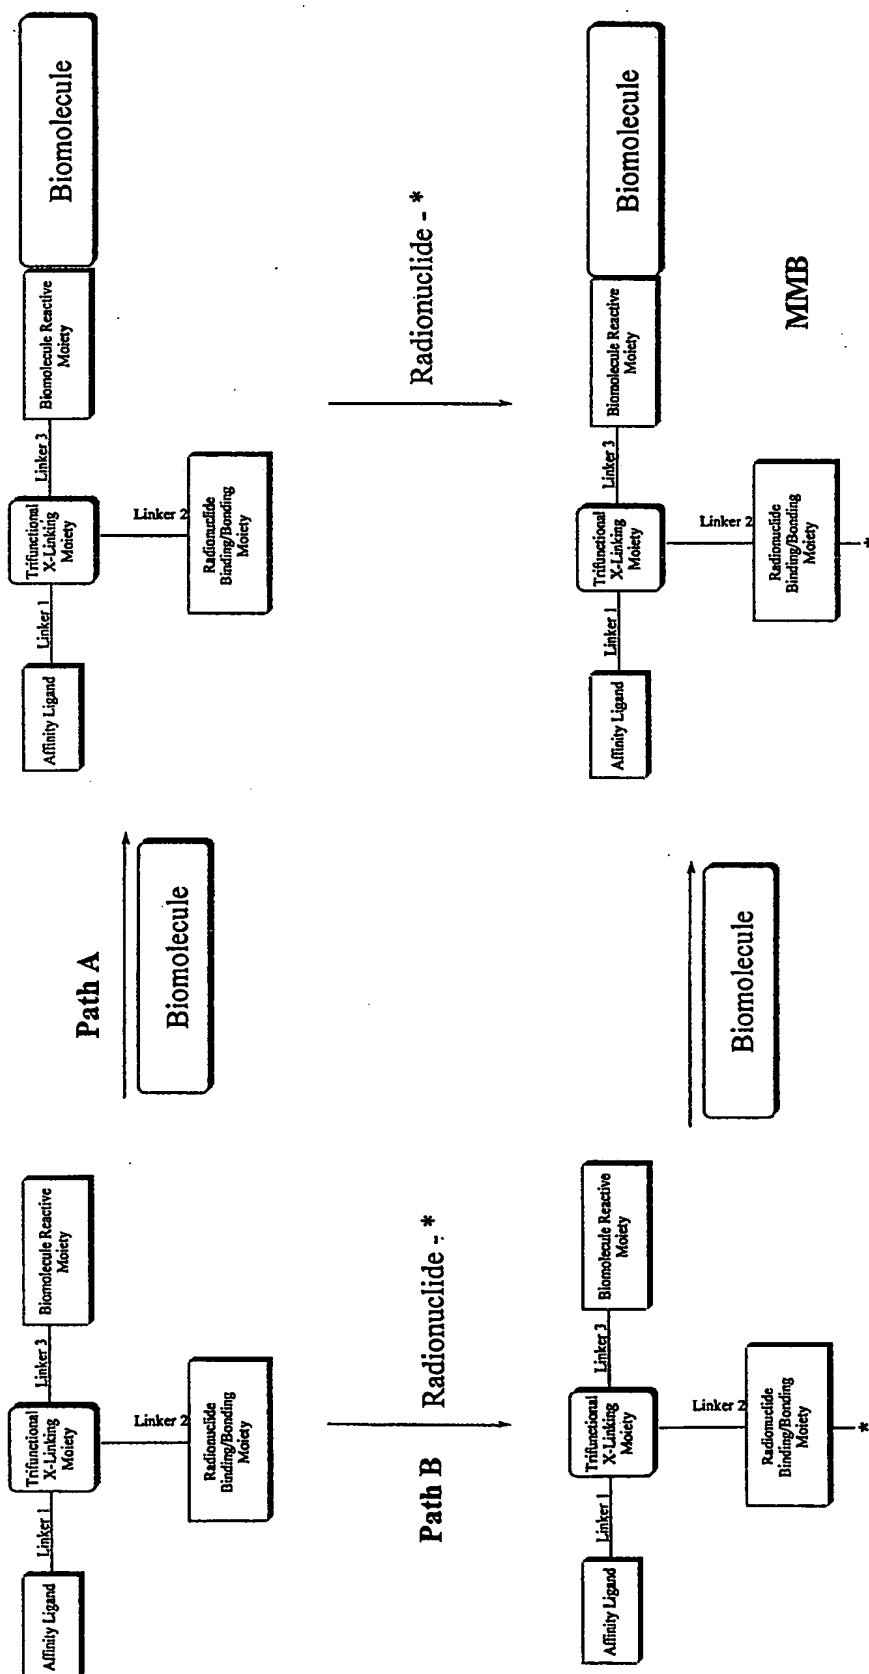 Affinity Ligand
Linker 1
Trifunctional
X-Linking
Moiety
Linker 3
Biomolecule Reactive
Moiety
Linker 2
Radionuclide
Binding/Bonding
Moiety
Path A
Biomolecule
Affinity Ligand
Linker 1
Trifunctional
X-Linking
Moiety
Linker 3
Biomolecule Reactive
Moiety
Biomolecule
Linker 2
Radionuclide
Binding/Bonding
Moiety
Path B
Radionuclide - *
Radionuclide - *
Affinity Ligand
Linker 1
Trifunctional
X-Linking
Moiety
Linker 3
Biomolecule Reactive
Moiety
Linker 2
Radionuclide
Binding/Bonding
Moiety
*
Biomolecule
Affinity Ligand
Linker 1
Trifunctional
X-Linking
Moiety
Linker 3
Biomolecule Reactive
Moiety
Biomolecule
Linker 2
Radionuclide
Binding/Bonding
Moiety
*
MMB